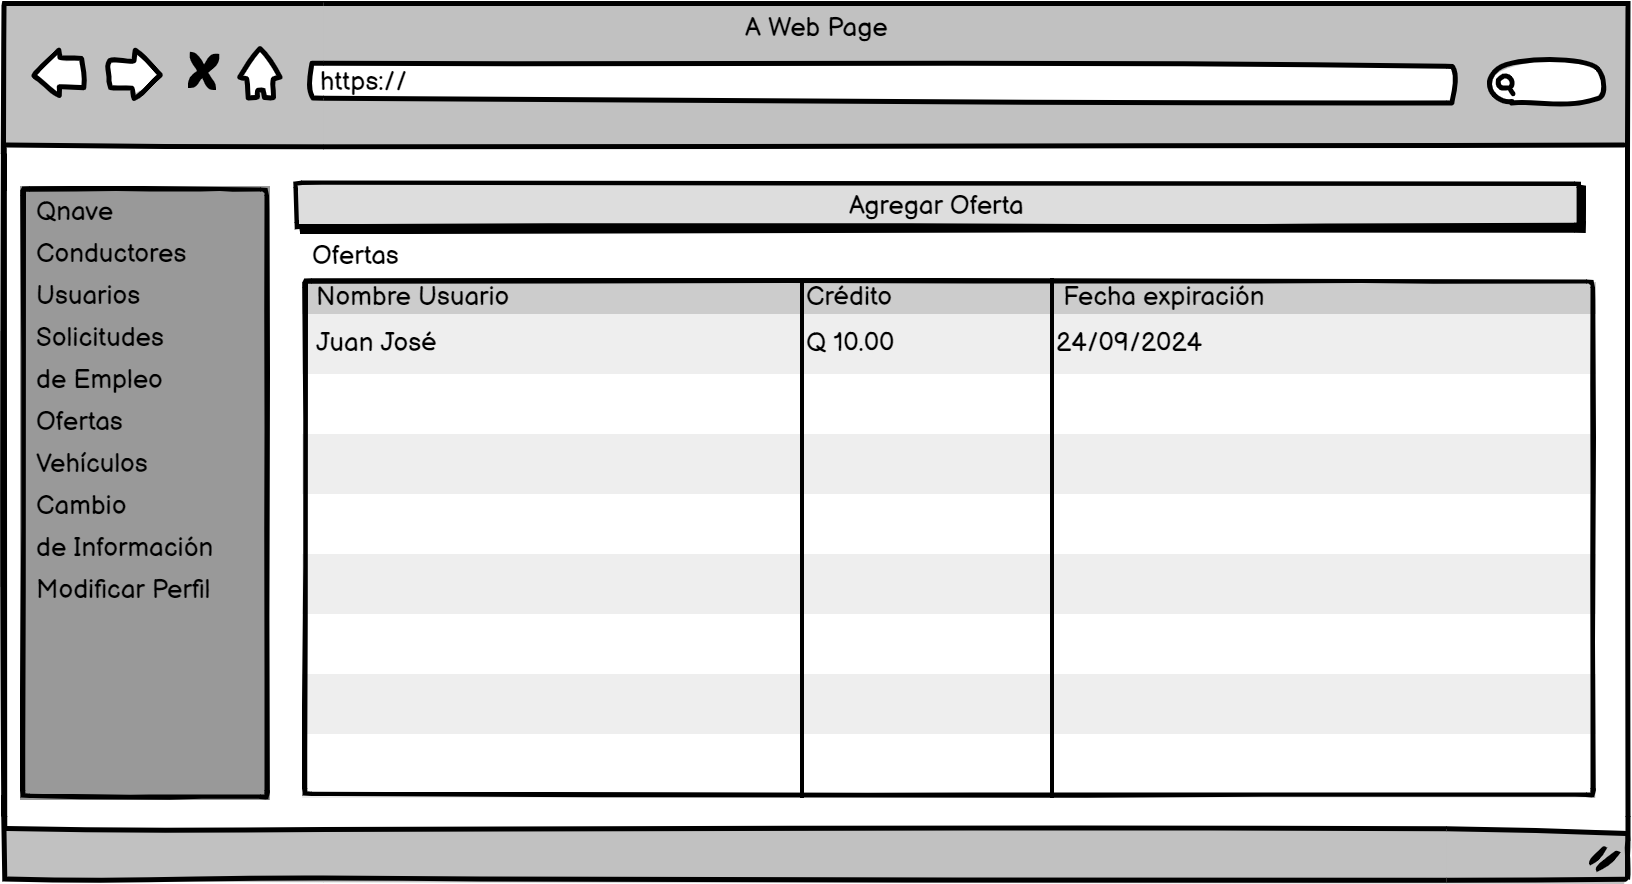 A Web Page
https://
Qnave
Conductores
Usuarios
Solicitudes
de Empleo
Ofertas
Vehículos
Cambio
de Información
Modificar Perfil
Agregar Oferta
Ofertas
Nombre Usuario Crédito Fecha expiración
Juan José Q 10.00 24/09/2024